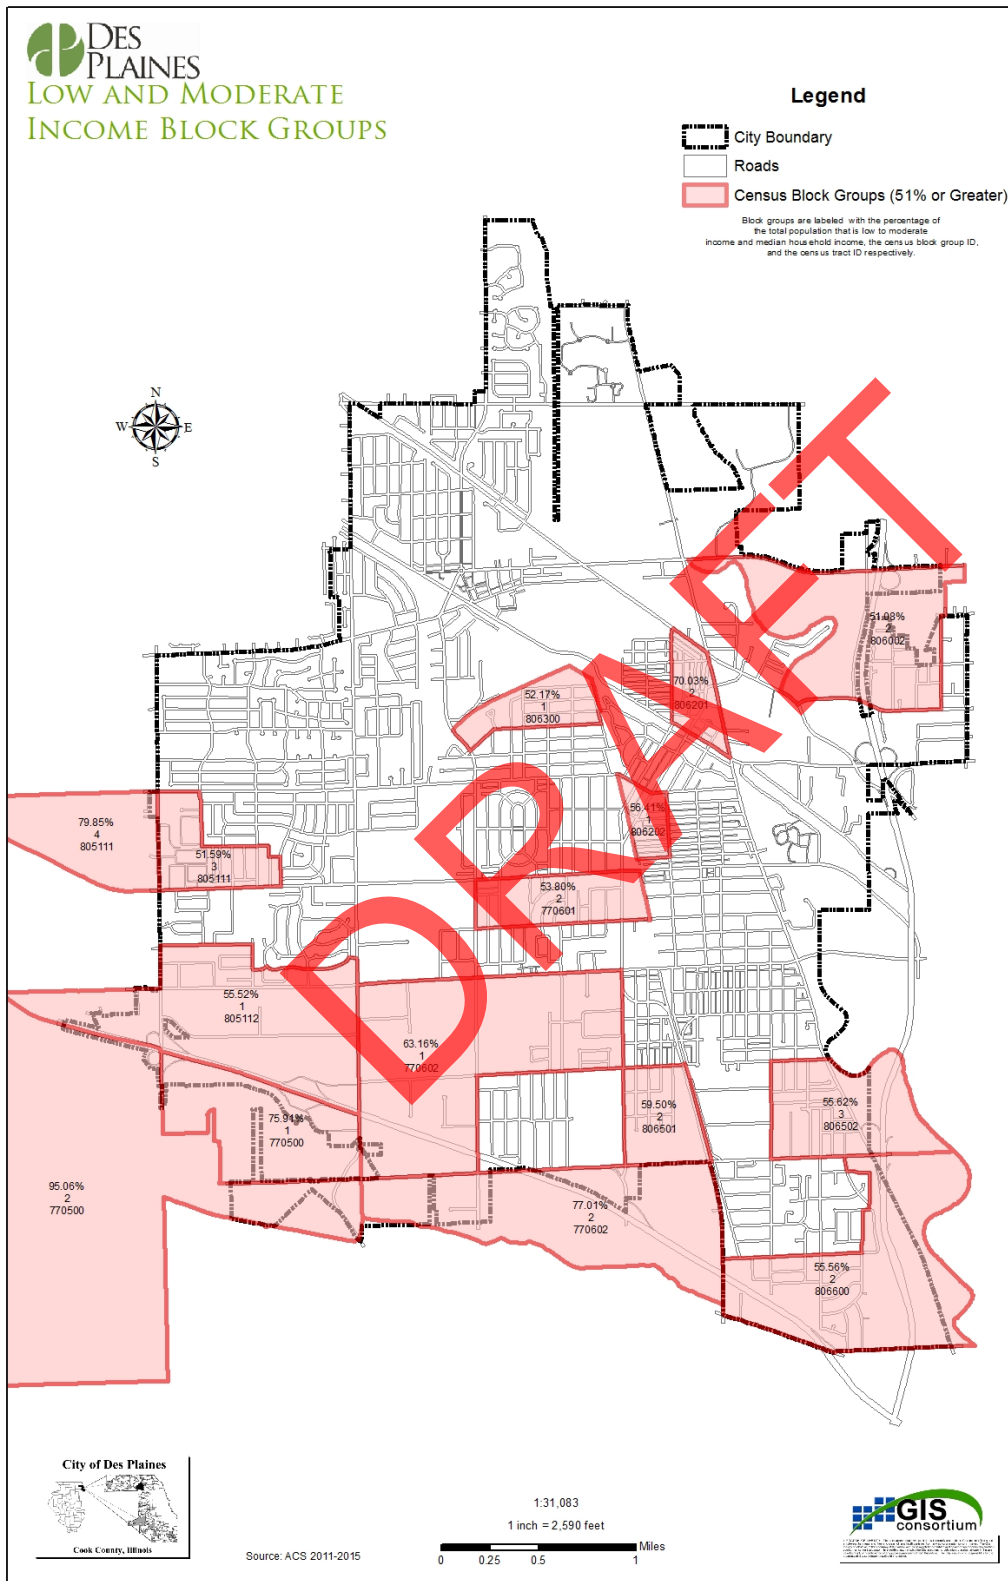 DES
PLAINES
LOW AND MODERATE
INCOME BLOCK GROUPS
Legend
City Boundary
Roads
Census Block Groups (51% or Greater)
Block groups are labeled with the percentage of
the total population that is low to moderate
income and median household income, the census block group ID,
and the census tract ID respectively.
N
W
E
S
DRAFT
51.08%
2
806002
70.03%
2
806201
52.17%
1
806300
56.41%
1
806202
79.85%
4
805111
51.59%
3
805111
53.80%
2
770601
55.52%
1
805112
63.16%
1
770602
59.50%
2
806501
55.62%
3
806502
75.91%
1
770500
95.06%
2
770500
77.01%
2
770602
55.56%
2
806600
City of Des Plaines
Cook County, Illinois
Source: ACS 2011-2015
1:31,083
1 inch = 2,590 feet
Miles
0
0.25
0.5
1
GIS
consortium